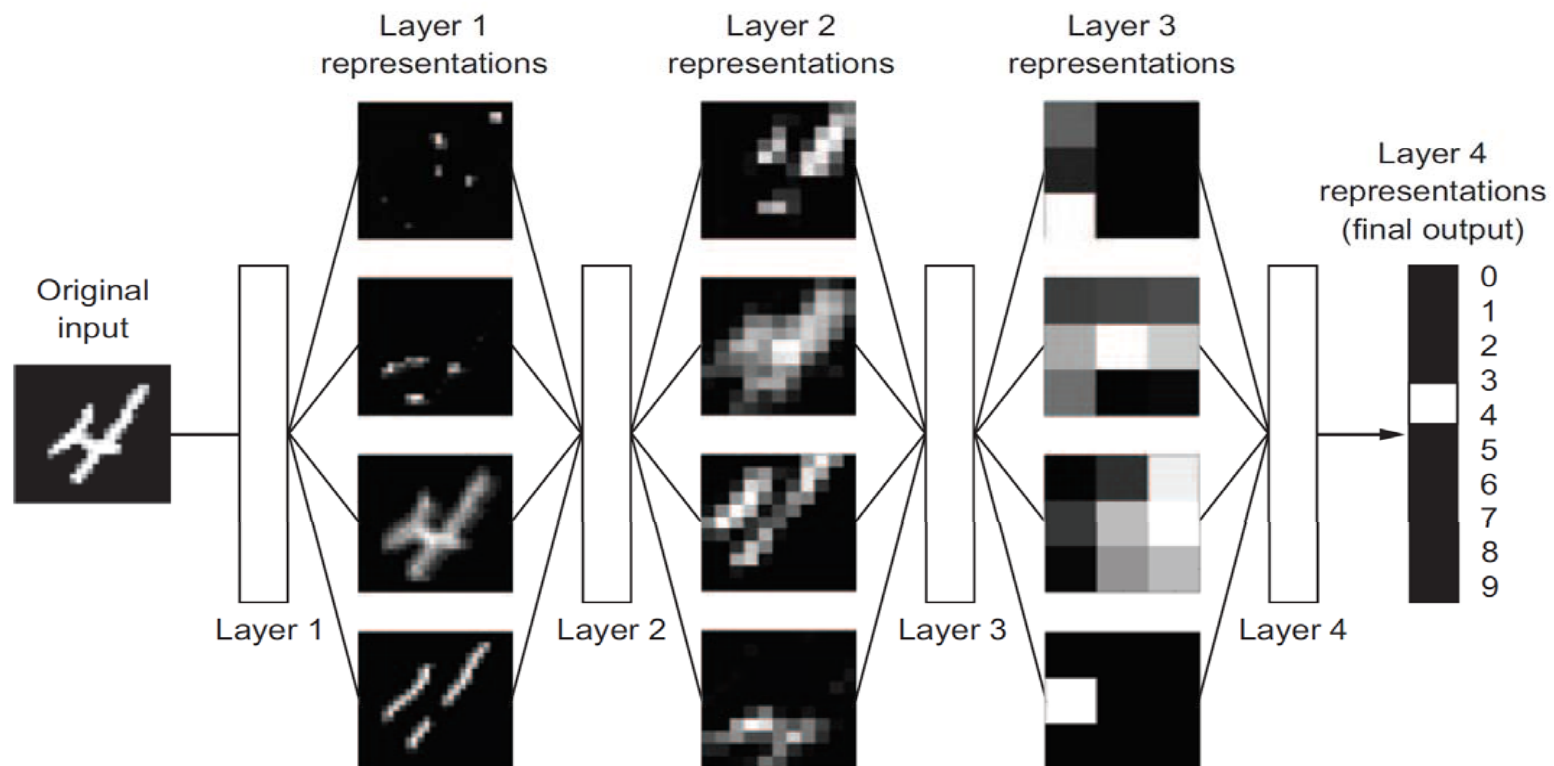 Layer 1
representations
Layer 2
representations
Layer 3
representations
Layer 4
representations
(final output)
Original
input
0
1
2
3
4
5
6
7
8
9
Layer 1
Layer 2
Layer 3
Layer 4